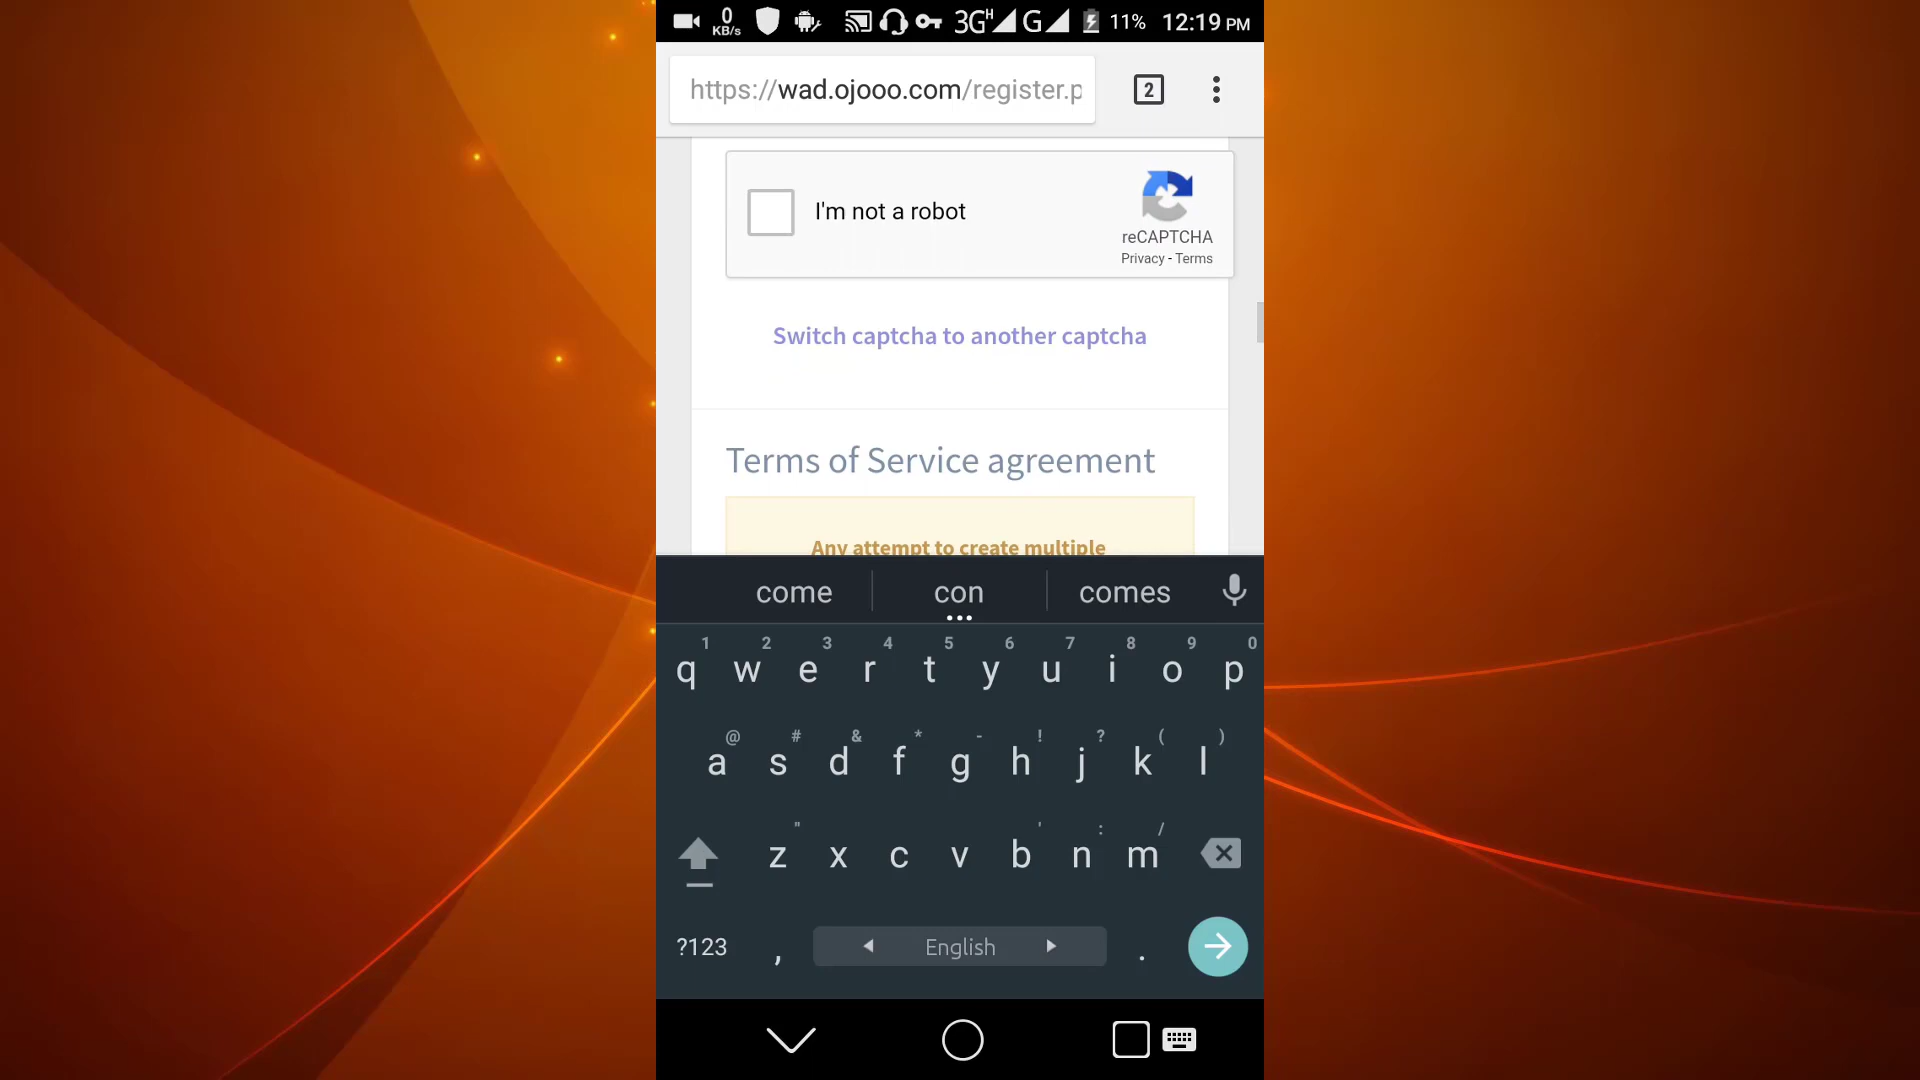 0
KB/s
3G H G 11% 12:19 PM
https://wad.ojooo.com/register.p
2
I'm not a robot
reCAPTCHA
Privacy - Terms
Switch captcha to another captcha
Terms of Service agreement
Any attempt to create multiple
come con comes
1 2 3 4 5 6 7 8 9 0
q w e r t y u i o p
@ # & * - ! ? ( )
a s d f g h j k l
" ' : /
z x c v b n m
?123 , English .